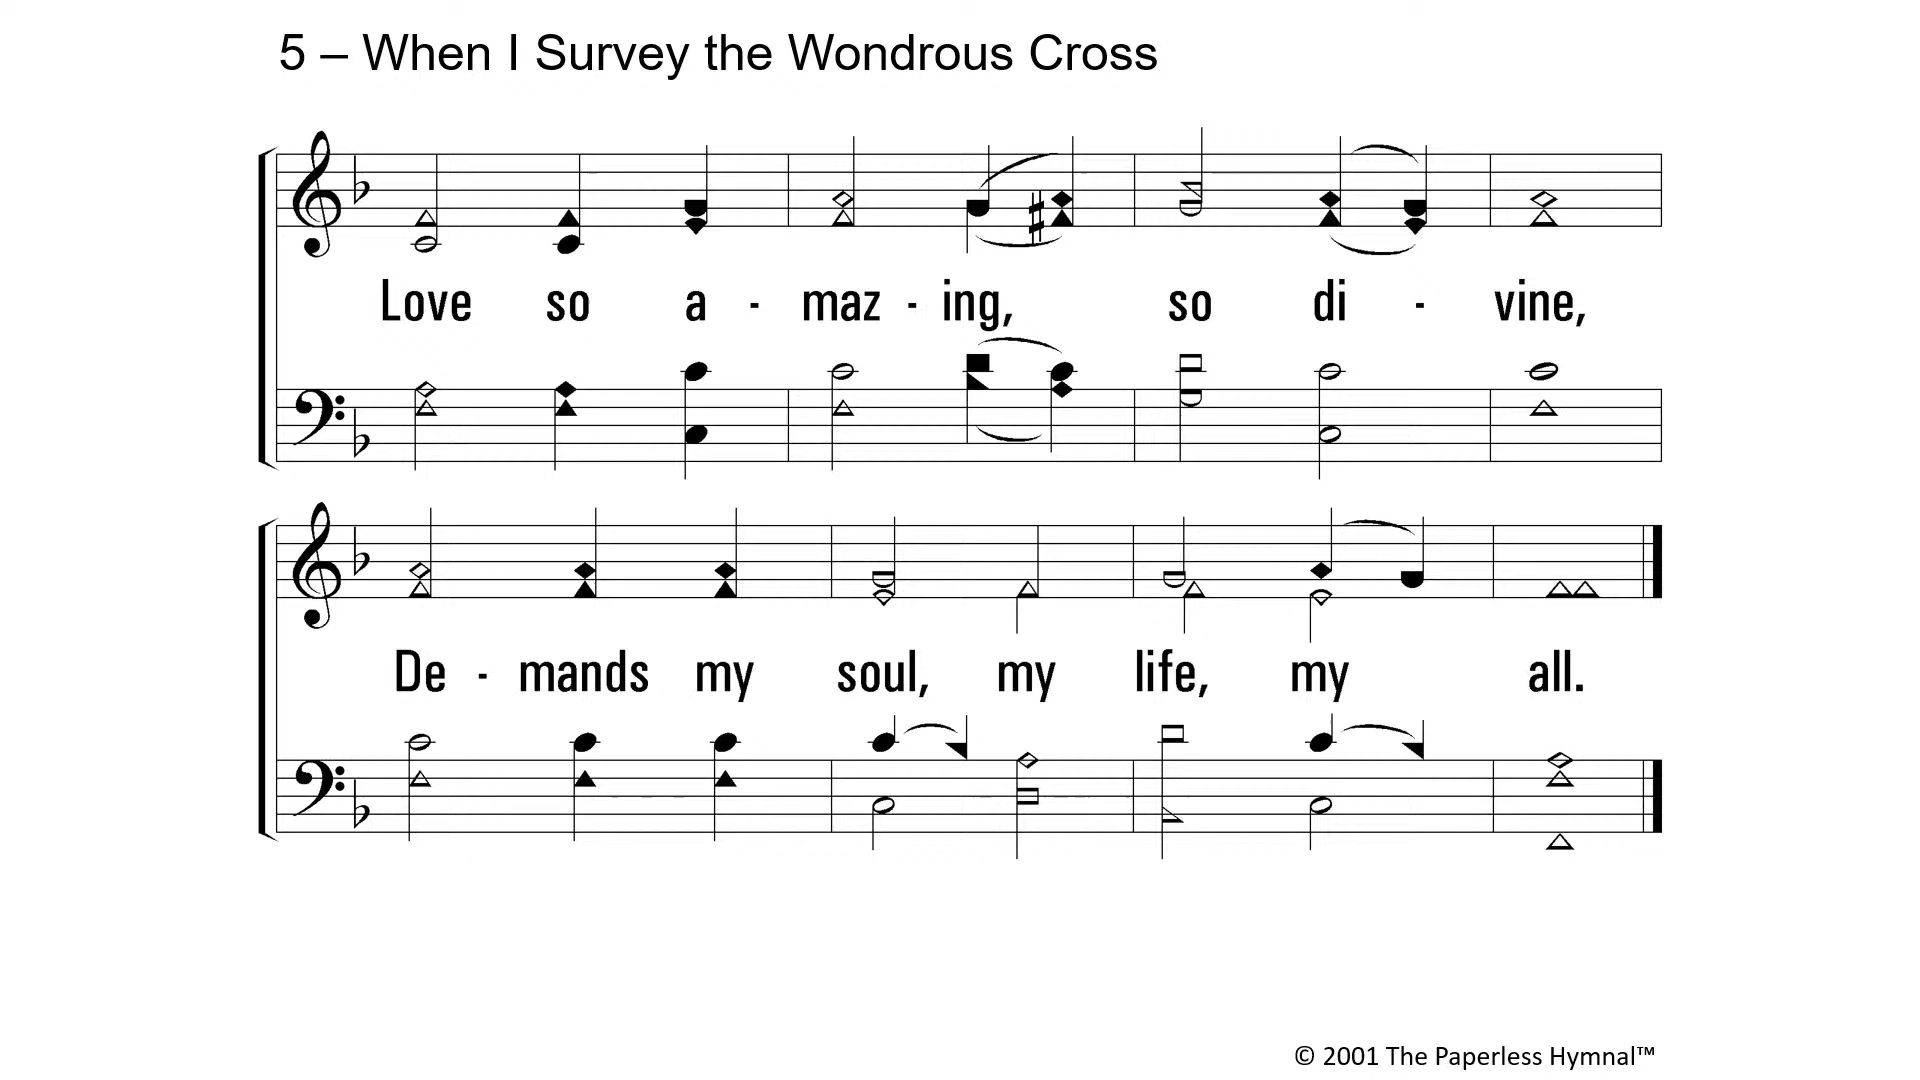 5 – When I Survey the Wondrous Cross
Love so a - maz - ing, so di - vine,
De - mands my soul, my life, my all.
© 2001 The Paperless Hymnal™